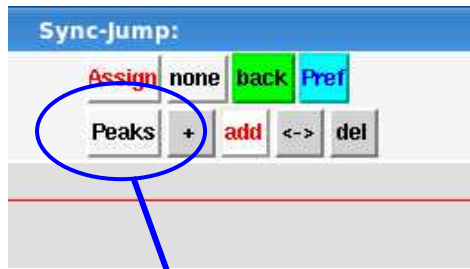 Sync-Jump:
Assign none back Pref
Peaks + add <-> del